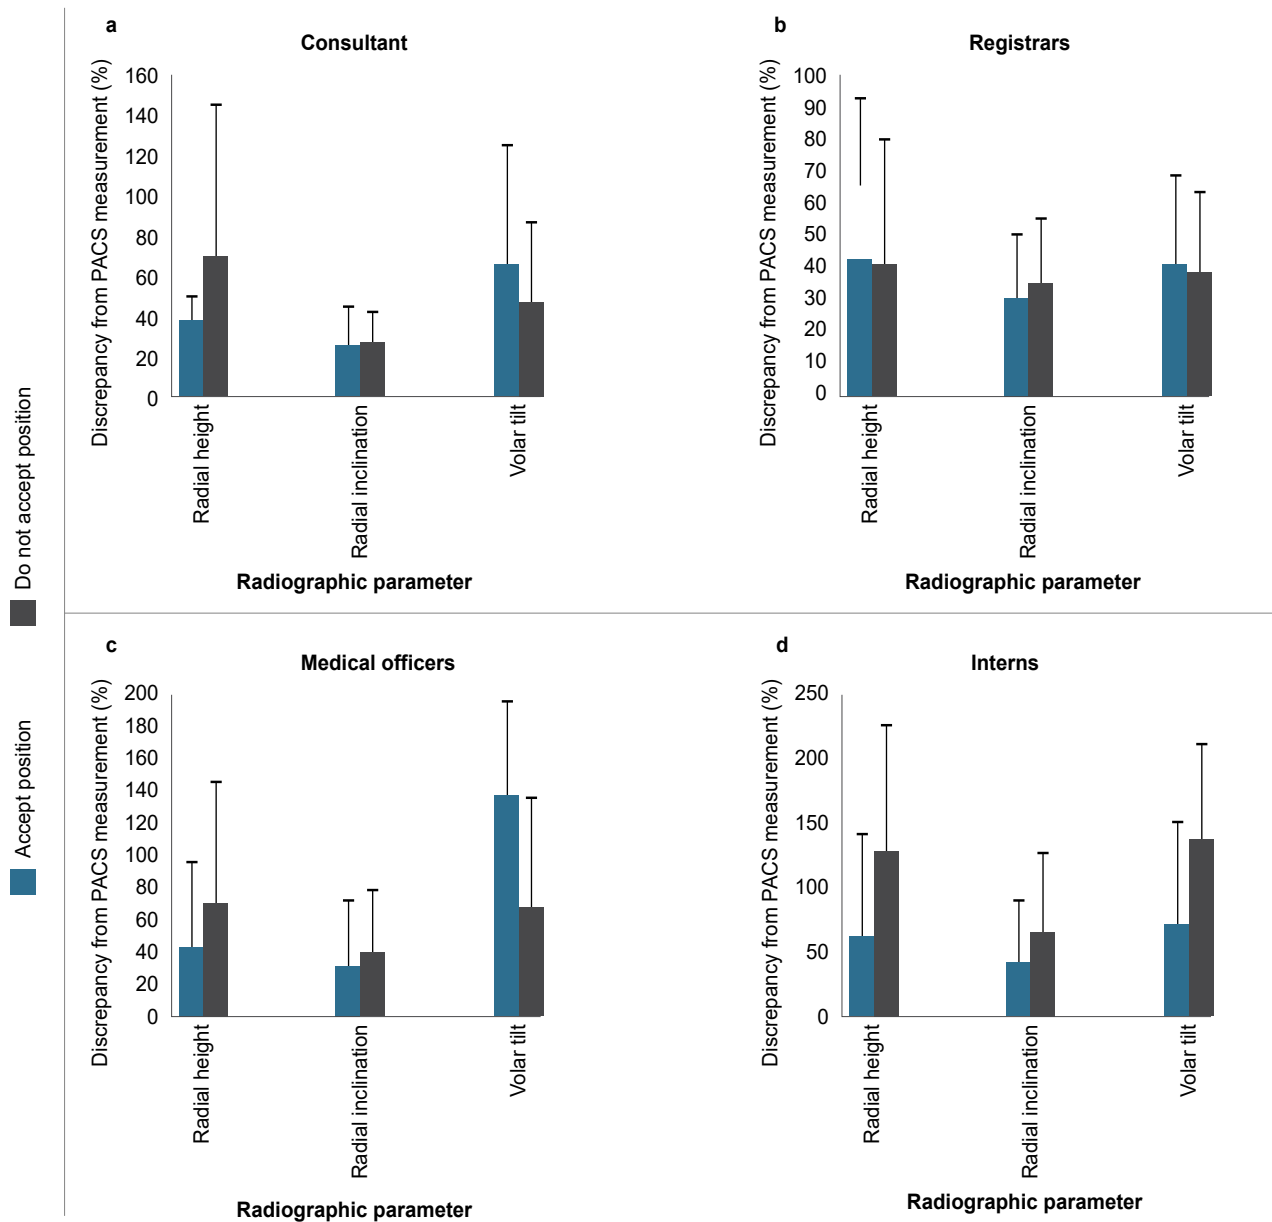 Do not accept position
Accept position
a
Consultant
Discrepancy from PACS measurement (%)
160
140
120
100
80
60
40
20
0
Radial height
Radial inclination
Volar tilt
Radiographic parameter
b
Registrars
Discrepancy from PACS measurement (%)
100
90
80
70
60
50
40
30
20
10
0
Radial height
Radial inclination
Volar tilt
Radiographic parameter
c
Medical officers
Discrepancy from PACS measurement (%)
200
180
160
140
120
100
80
60
40
20
0
Radial height
Radial inclination
Volar tilt
Radiographic parameter
d
Interns
Discrepancy from PACS measurement (%)
250
200
150
100
50
0
Radial height
Radial inclination
Volar tilt
Radiographic parameter